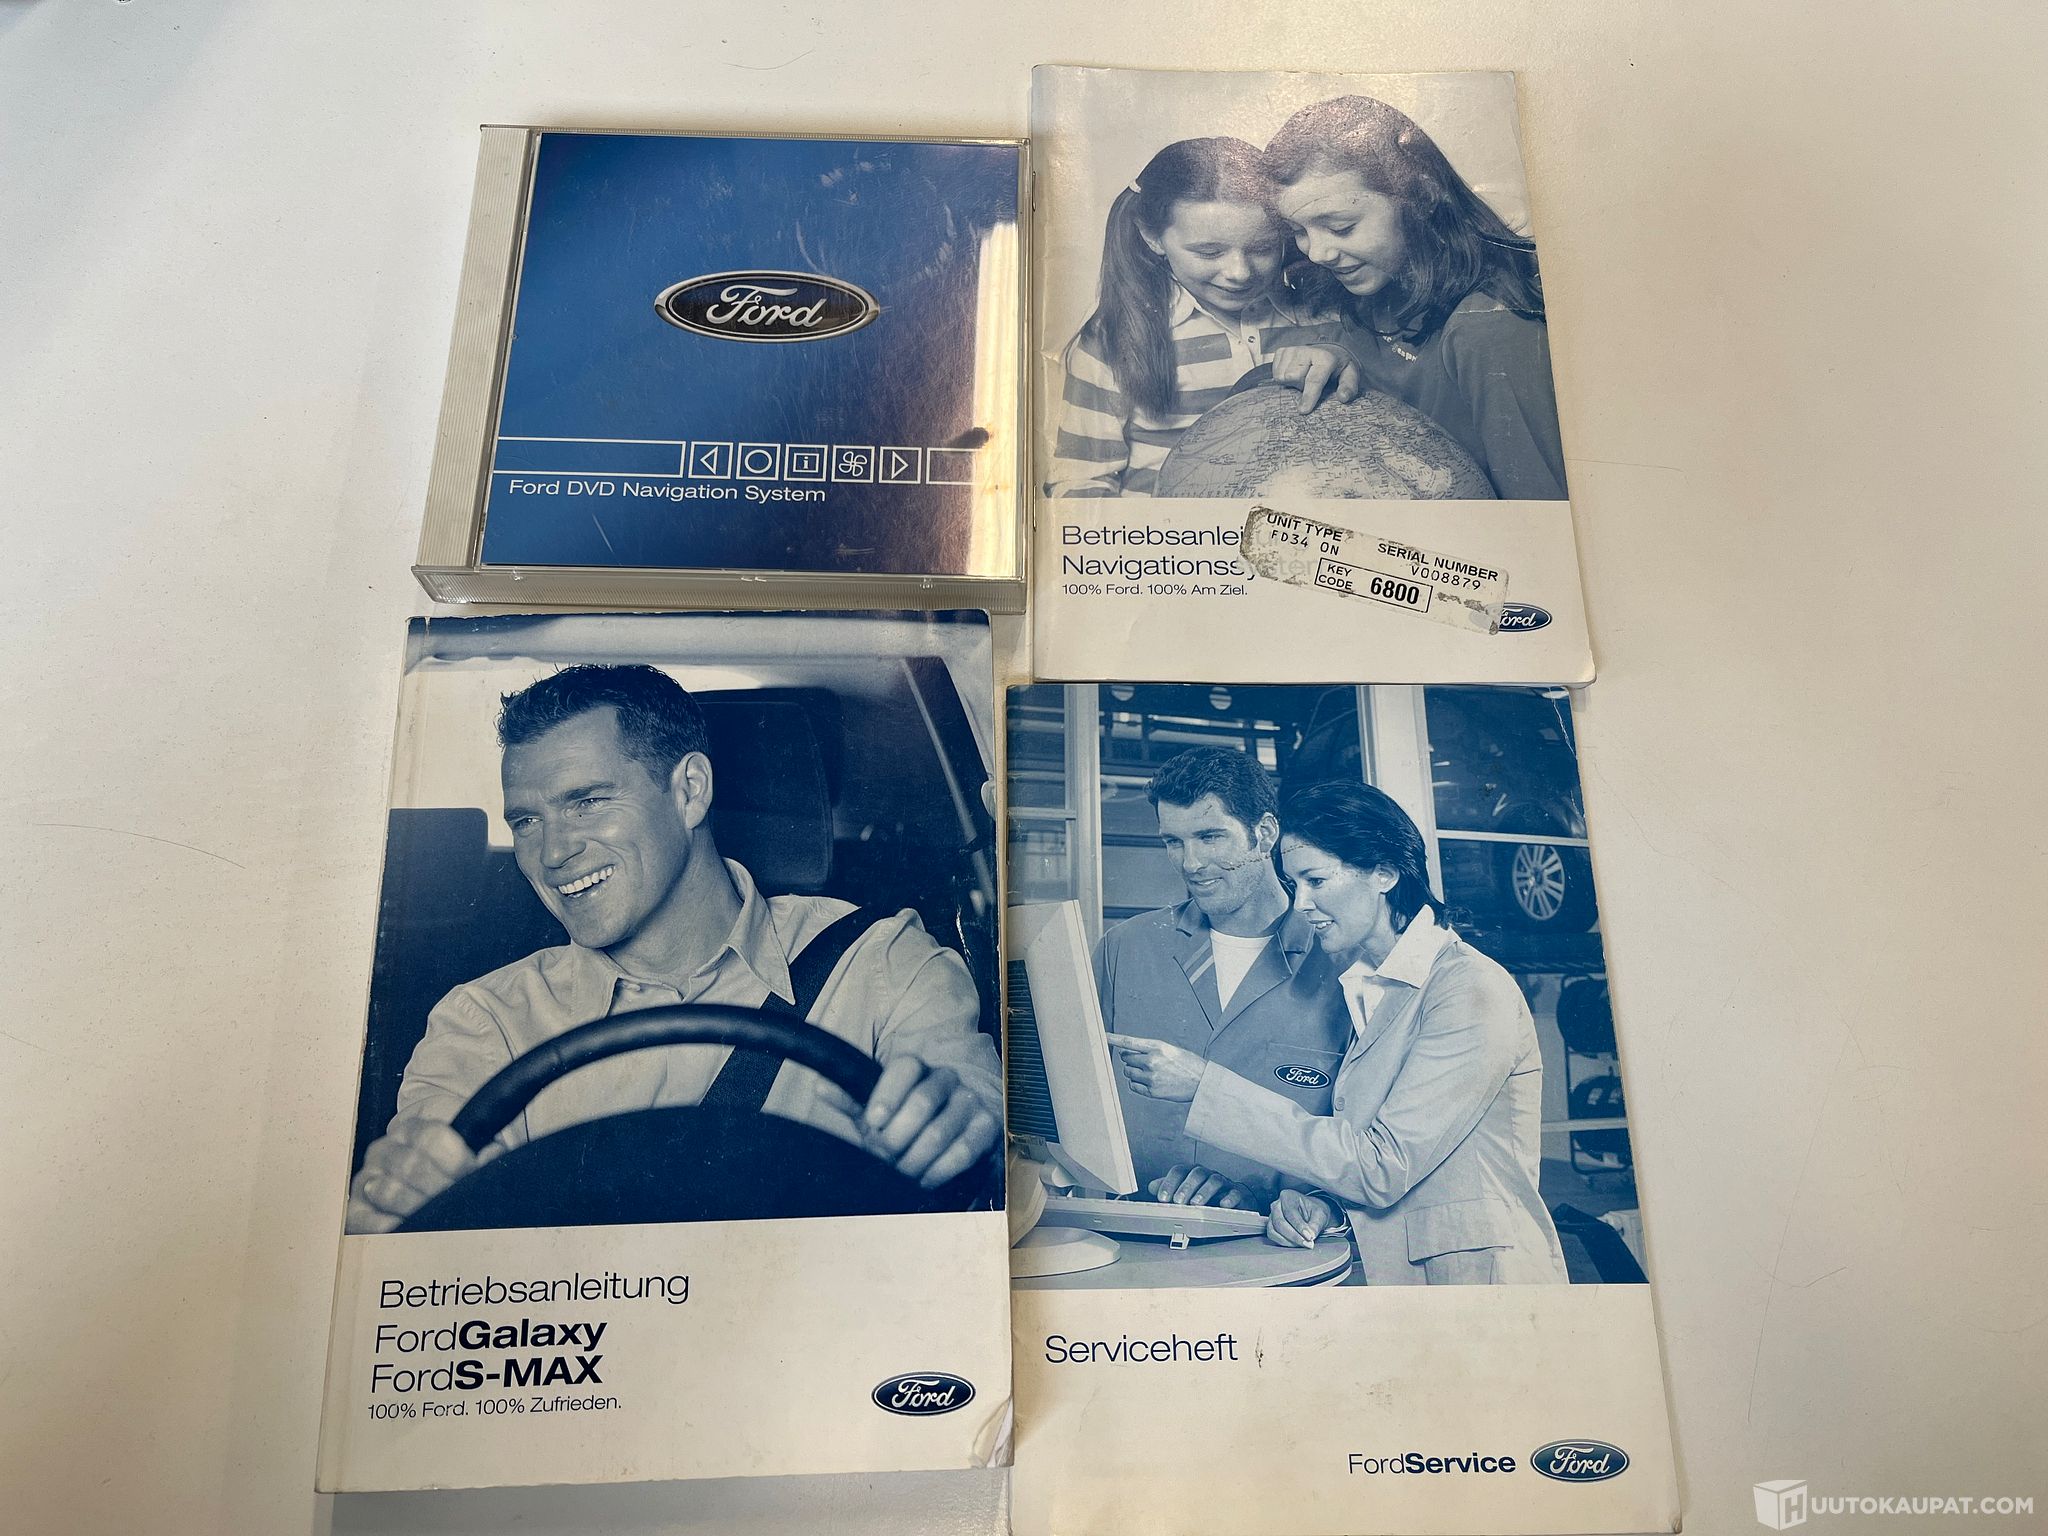 Ford
Ford DVD Navigation System
Betriebsanlei
Navigationssystem
100% Ford. 100% Am Ziel.
UNIT TYPE
FD34 ON
SERIAL NUMBER
V008879
KEY
CODE
6800
Ford
Betriebsanleitung
FordGalaxy
FordS-MAX
100% Ford. 100% Zufrieden.
Ford
Ford
Serviceheft
FordService
Ford
HUUTOKAUPAT.COM